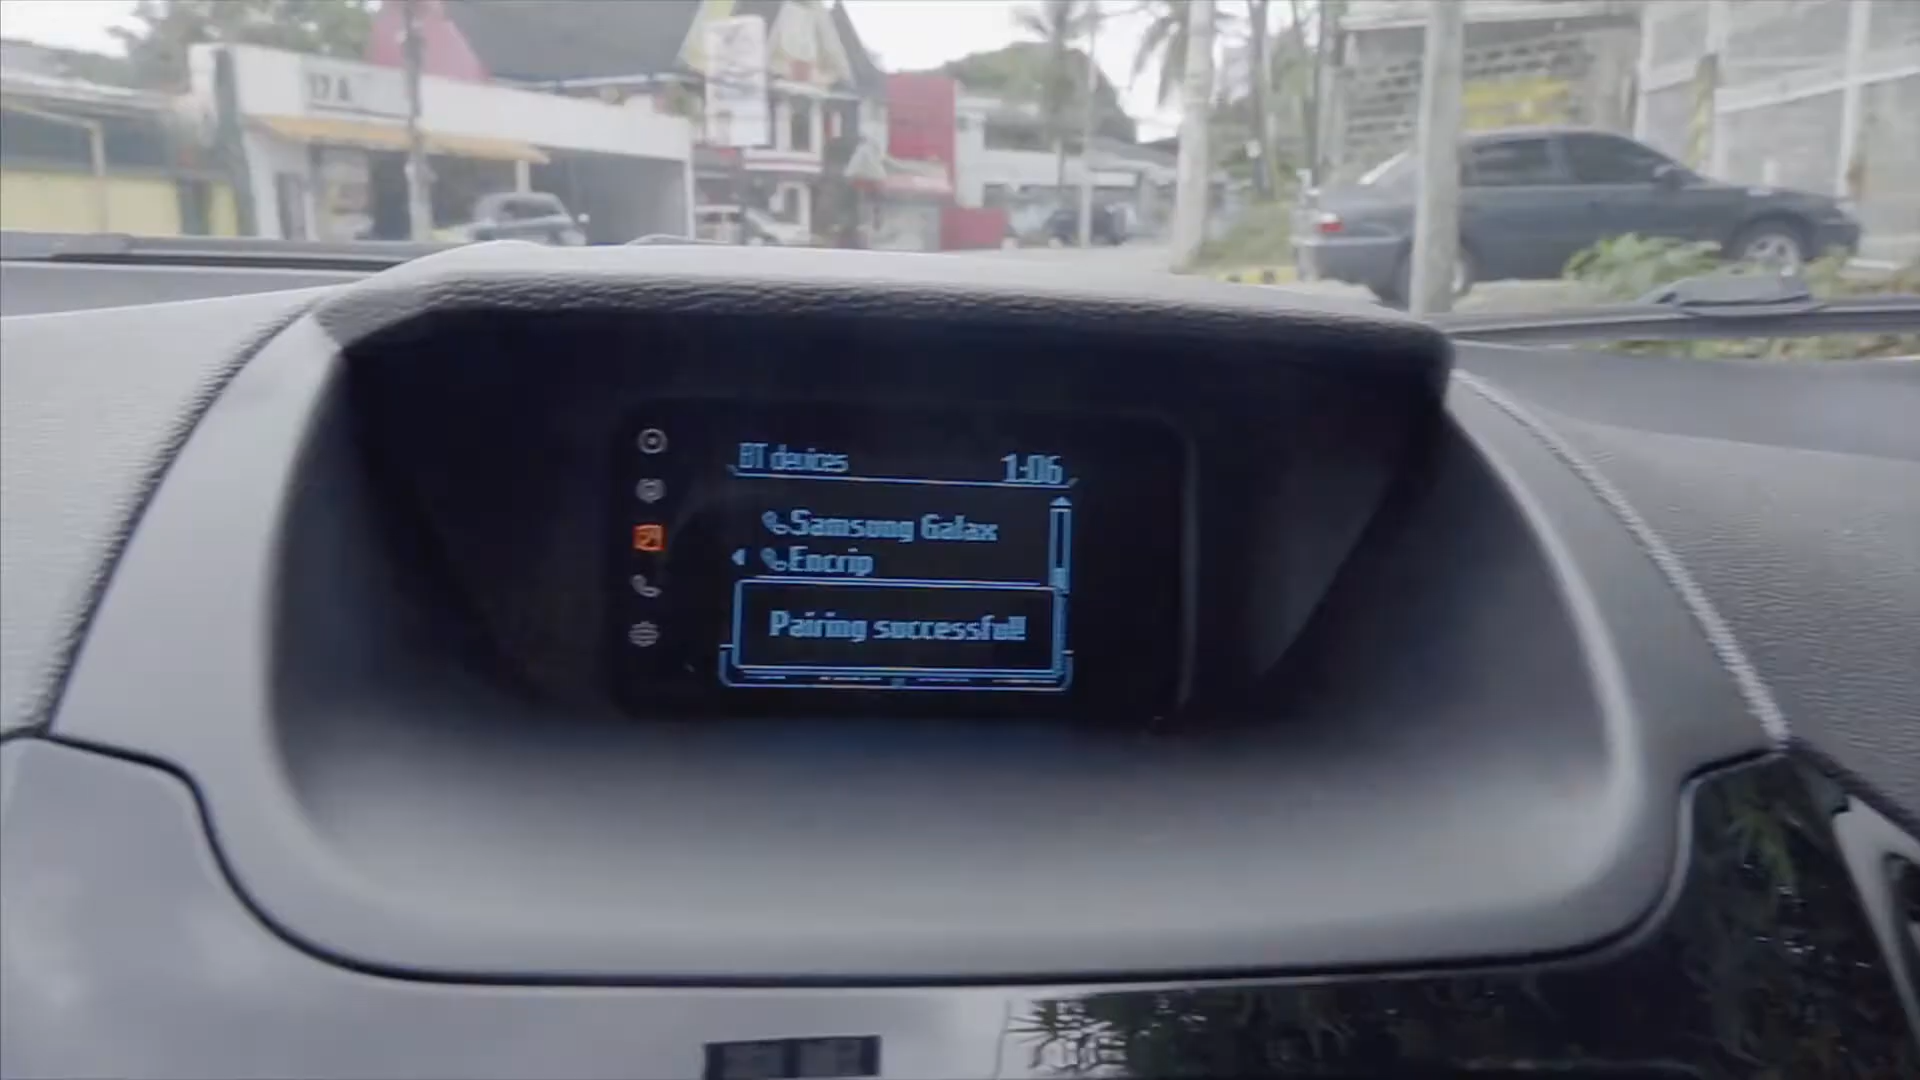 BT devices 1:06
Samsung Galax
Encrip
Pairing successful!